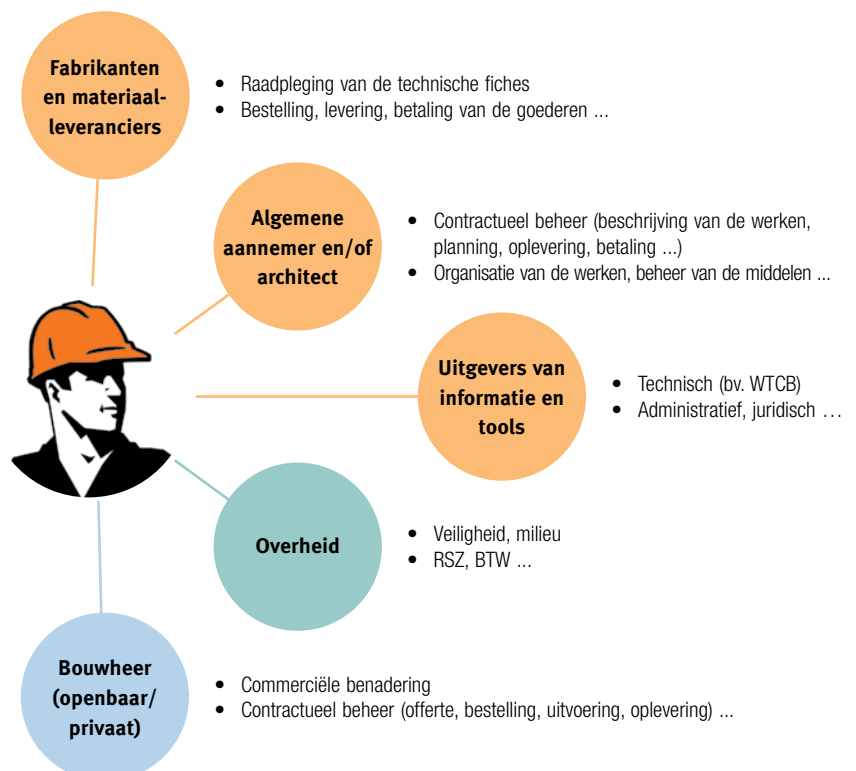 Fabrikanten
en materiaal-
leveranciers
• Raadpleging van de technische fiches
• Bestelling, levering, betaling van de goederen ...
Algemene
aannemer en/of
architect
• Contractueel beheer (beschrijving van de werken,
planning, oplevering, betaling ...)
• Organisatie van de werken, beheer van de middelen ...
Uitgevers van
informatie en
tools
• Technisch (bv. WTCB)
• Administratief, juridisch ...
Overheid
• Veiligheid, milieu
• RSZ, BTW ...
Bouwheer
(openbaar/
privaat)
• Commerciële benadering
• Contractueel beheer (offerte, bestelling, uitvoering, oplevering) ...